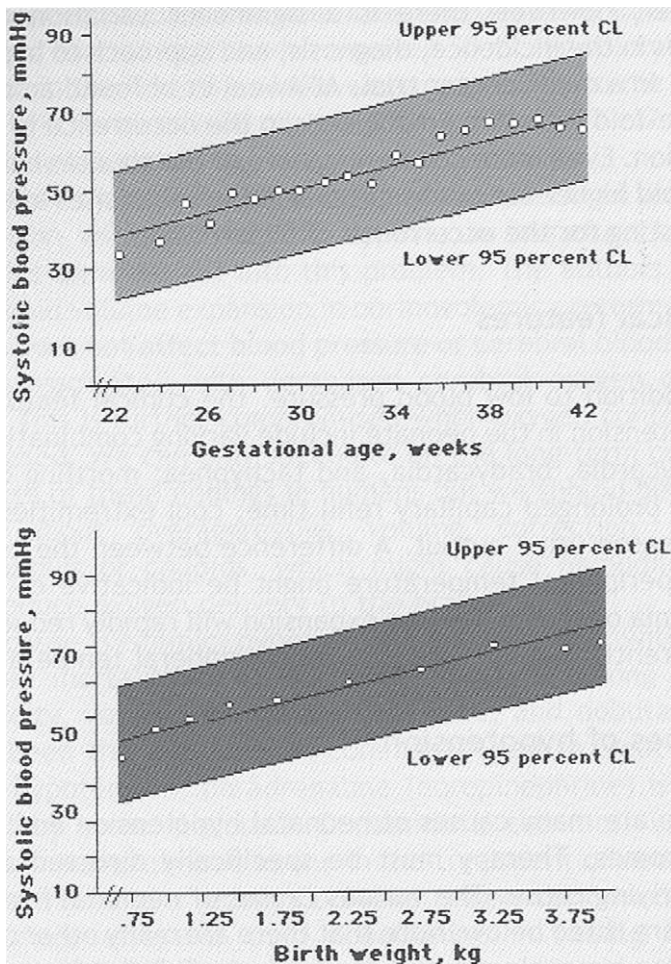 Upper 95 percent CL
Systolic blood pressure, mmHg
90
70
50
30
10
Lower 95 percent CL
22 26 30 34 38 42
Gestational age, weeks
Upper 95 percent CL
Systolic blood pressure, mmHg
90
70
50
30
10
Lower 95 percent CL
.75 1.25 1.75 2.25 2.75 3.25 3.75
Birth weight, kg